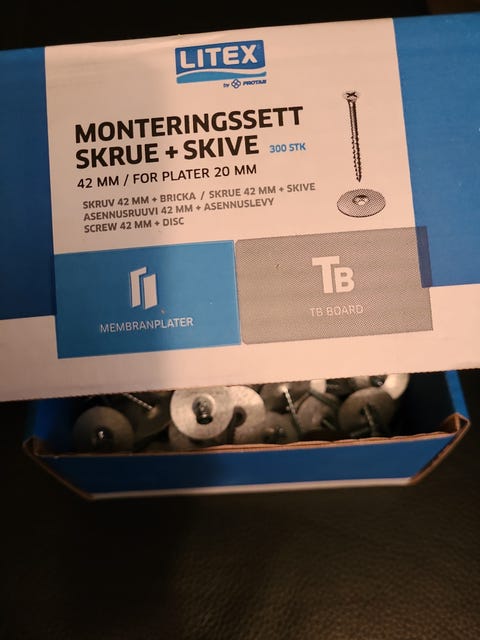 LITEX
by PROTAN
MONTERINGSSETT
SKRUE + SKIVE 300 STK
42 MM / FOR PLATER 20 MM
SKRUV 42 MM + BRICKA / SKRUE 42 MM + SKIVE
ASENNUSRUUVI 42 MM + ASENNUSLEVY
SCREW 42 MM + DISC
MEMBRANPLATER
TB
TB BOARD